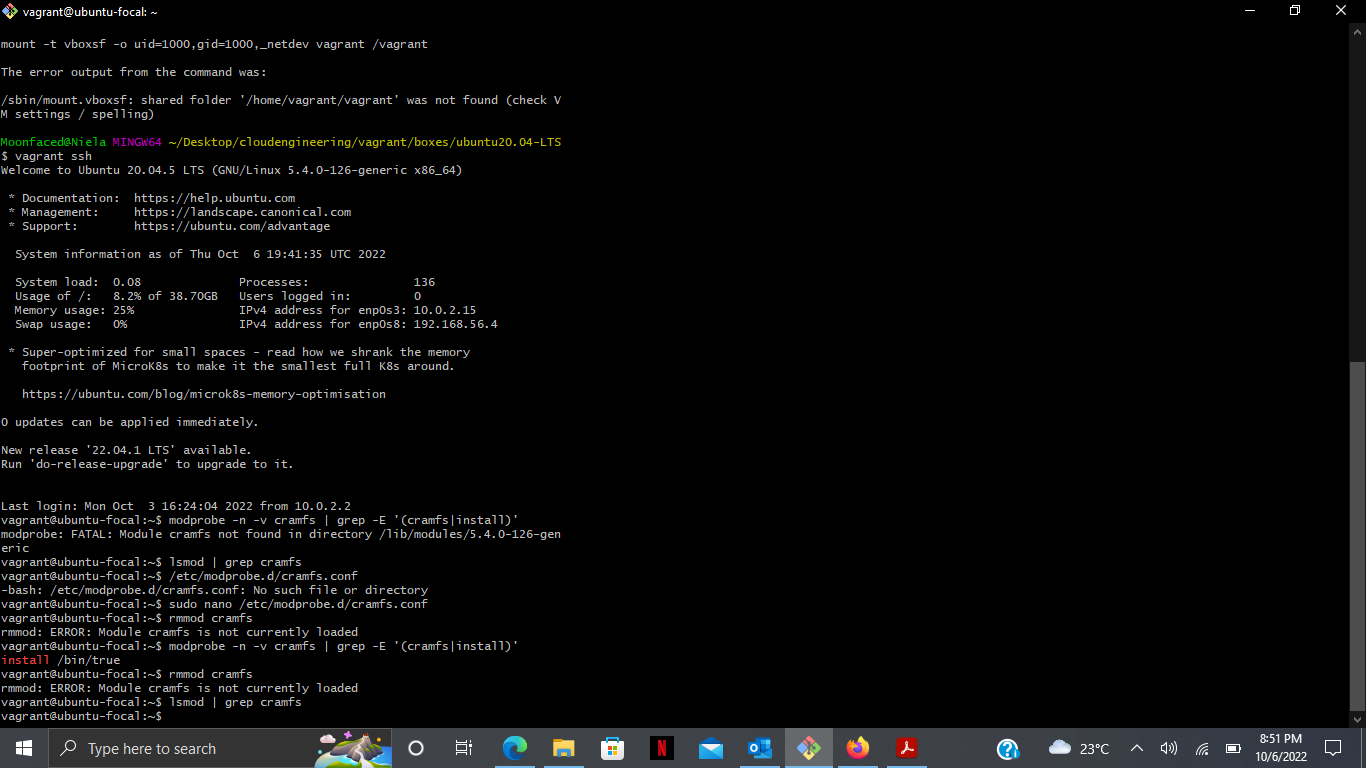 vagrant@ubuntu-focal: ~
mount -t vboxsf -o uid=1000,gid=1000,_netdev vagrant /vagrant
The error output from the command was:
/sbin/mount.vboxsf: shared folder '/home/vagrant/vagrant' was not found (check V
M settings / spelling)
Moonfaced@Niela MINGW64 ~/Desktop/cloudengineering/vagrant/boxes/ubuntu20.04-LTS
$ vagrant ssh
Welcome to Ubuntu 20.04.5 LTS (GNU/Linux 5.4.0-126-generic x86_64)
* Documentation:  https://help.ubuntu.com
* Management:     https://landscape.canonical.com
* Support:        https://ubuntu.com/advantage
System information as of Thu Oct  6 19:41:35 UTC 2022
System load:  0.08              Processes:               136
Usage of /:   8.2% of 38.70GB   Users logged in:         0
Memory usage: 25%               IPv4 address for enp0s3: 10.0.2.15
Swap usage:   0%                IPv4 address for enp0s8: 192.168.56.4
* Super-optimized for small spaces - read how we shrank the memory
footprint of MicroK8s to make it the smallest full K8s around.
https://ubuntu.com/blog/microk8s-memory-optimisation
0 updates can be applied immediately.
New release '22.04.1 LTS' available.
Run 'do-release-upgrade' to upgrade to it.
Last login: Mon Oct  3 16:24:04 2022 from 10.0.2.2
vagrant@ubuntu-focal:~$ modprobe -n -v cramfs | grep -E '(cramfs|install)'
modprobe: FATAL: Module cramfs not found in directory /lib/modules/5.4.0-126-gen
eric
vagrant@ubuntu-focal:~$ lsmod | grep cramfs
vagrant@ubuntu-focal:~$ /etc/modprobe.d/cramfs.conf
-bash: /etc/modprobe.d/cramfs.conf: No such file or directory
vagrant@ubuntu-focal:~$ sudo nano /etc/modprobe.d/cramfs.conf
vagrant@ubuntu-focal:~$ rmmod cramfs
rmmod: ERROR: Module cramfs is not currently loaded
vagrant@ubuntu-focal:~$ modprobe -n -v cramfs | grep -E '(cramfs|install)'
install /bin/true
vagrant@ubuntu-focal:~$ rmmod cramfs
rmmod: ERROR: Module cramfs is not currently loaded
vagrant@ubuntu-focal:~$ lsmod | grep cramfs
vagrant@ubuntu-focal:~$
Type here to search
23°C
8:51 PM
10/6/2022